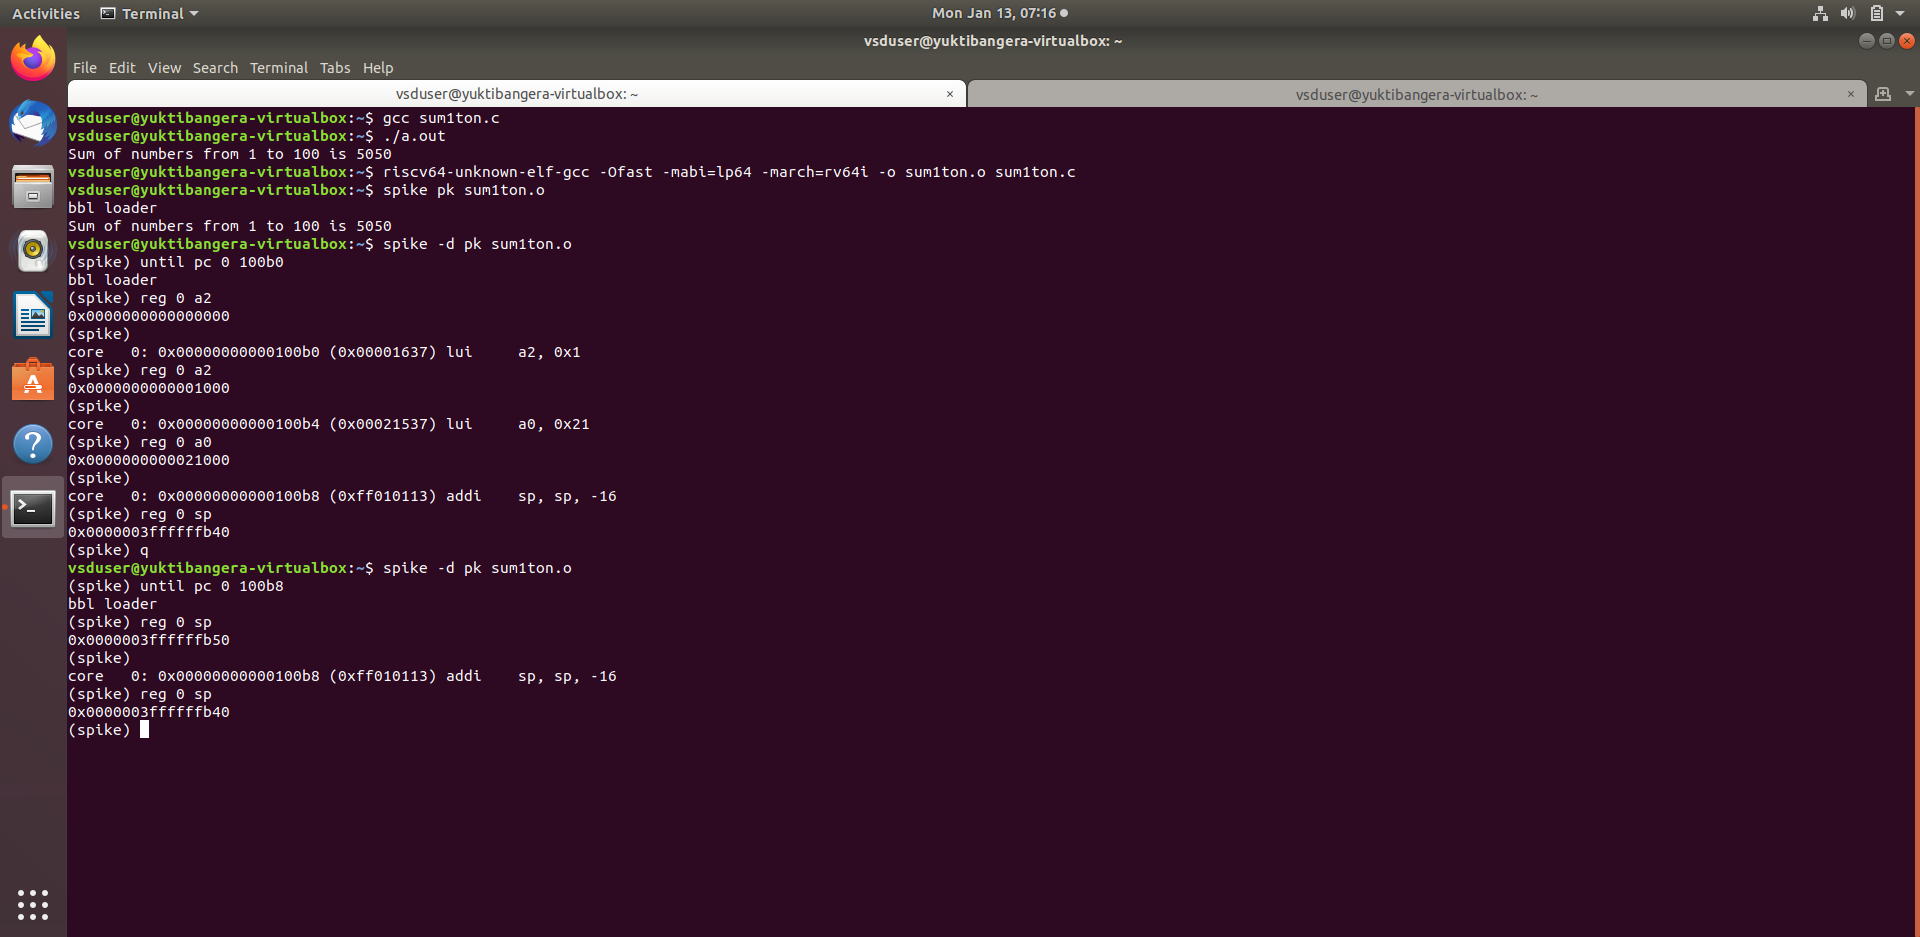 Activities Terminal Mon Jan 13, 07:16
vsduser@yuktibangera-virtualbox: ~
File Edit View Search Terminal Tabs Help
vsduser@yuktibangera-virtualbox: ~ × vsduser@yuktibangera-virtualbox: ~ ×
vsduser@yuktibangera-virtualbox:~$ gcc sum1ton.c
vsduser@yuktibangera-virtualbox:~$ ./a.out
Sum of numbers from 1 to 100 is 5050
vsduser@yuktibangera-virtualbox:~$ riscv64-unknown-elf-gcc -Ofast -mabi=lp64 -march=rv64i -o sum1ton.o sum1ton.c
vsduser@yuktibangera-virtualbox:~$ spike pk sum1ton.o
bbl loader
Sum of numbers from 1 to 100 is 5050
vsduser@yuktibangera-virtualbox:~$ spike -d pk sum1ton.o
(spike) until pc 0 100b0
bbl loader
(spike) reg 0 a2
0x0000000000000000
(spike)
core   0: 0x00000000000100b0 (0x00001637) lui     a2, 0x1
(spike) reg 0 a2
0x0000000000001000
(spike)
core   0: 0x00000000000100b4 (0x00021537) lui     a0, 0x21
(spike) reg 0 a0
0x0000000000021000
(spike)
core   0: 0x00000000000100b8 (0xff010113) addi    sp, sp, -16
(spike) reg 0 sp
0x0000003ffffffb40
(spike) q
vsduser@yuktibangera-virtualbox:~$ spike -d pk sum1ton.o
(spike) until pc 0 100b8
bbl loader
(spike) reg 0 sp
0x0000003ffffffb50
(spike)
core   0: 0x00000000000100b8 (0xff010113) addi    sp, sp, -16
(spike) reg 0 sp
0x0000003ffffffb40
(spike)